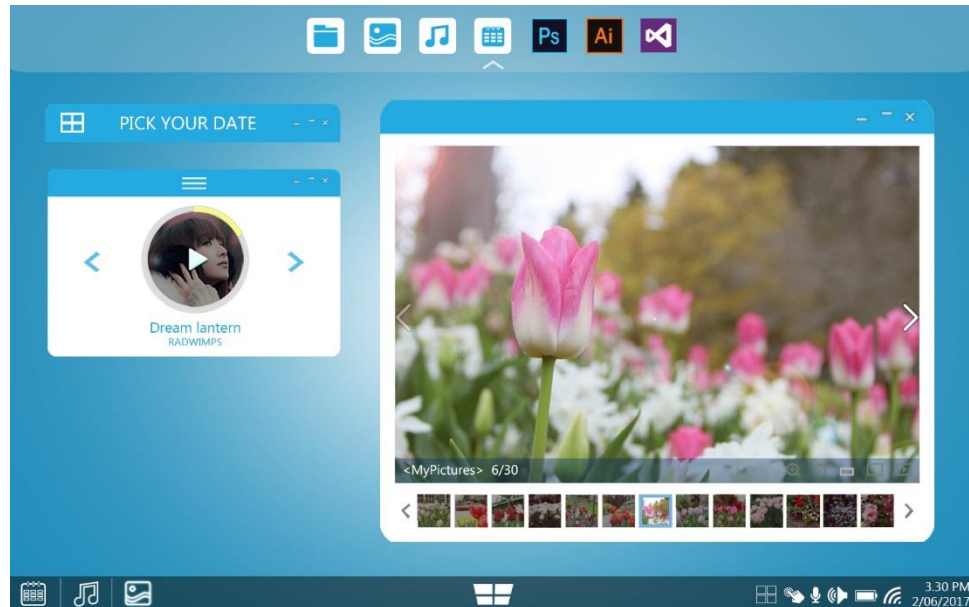 Ps Ai
PICK YOUR DATE
Dream lantern
RADWIMPS
<MyPictures> 6/30
3.30 PM
2/06/2017